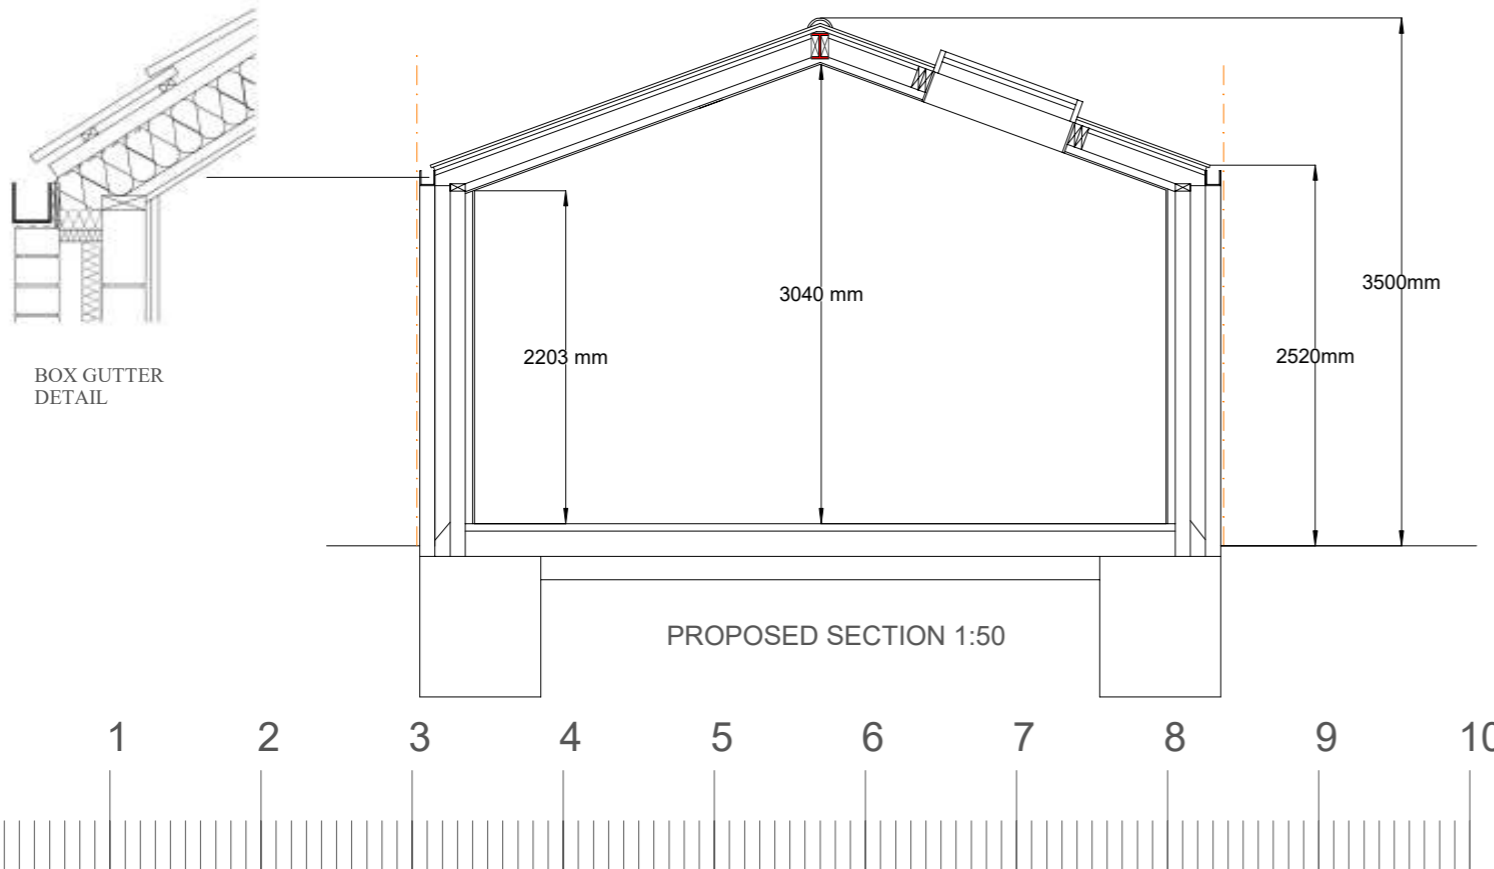 3500mm
3040 mm
2520mm
2203 mm
BOX GUTTER
DETAIL
PROPOSED SECTION 1:50
1 2 3 4 5 6 7 8 9 10